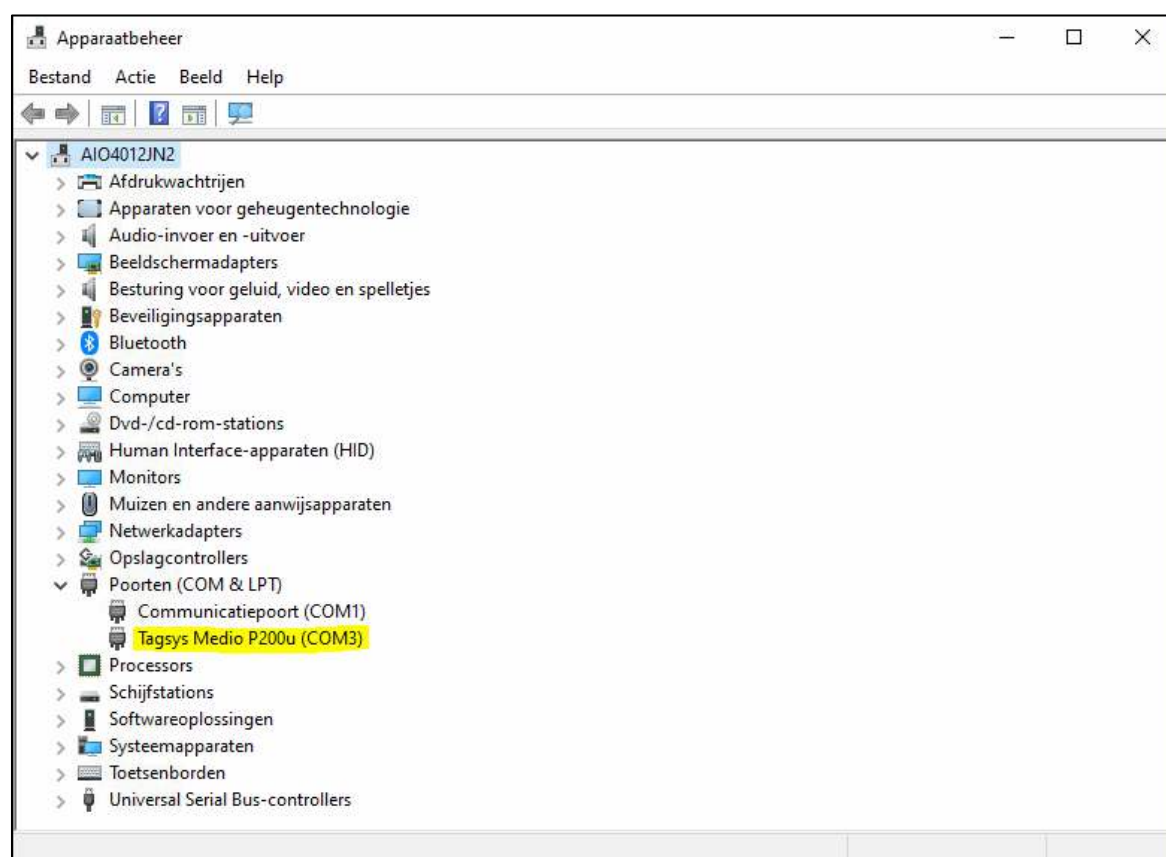 Apparaatbeheer
Bestand Actie Beeld Help
AIO4012JN2
Afdrukwachtrijen
Apparaten voor geheugentechnologie
Audio-invoer en -uitvoer
Beeldschermadapters
Besturing voor geluid, video en spelletjes
Beveiligingsapparaten
Bluetooth
Camera's
Computer
Dvd-/cd-rom-stations
Human Interface-apparaten (HID)
Monitors
Muizen en andere aanwijsapparaten
Netwerkadapters
Opslagcontrollers
Poorten (COM & LPT)
Communicatiepoort (COM1)
Tagsys Medio P200u (COM3)
Processors
Schijfstations
Softwareoplossingen
Systeemapparaten
Toetsenborden
Universal Serial Bus-controllers